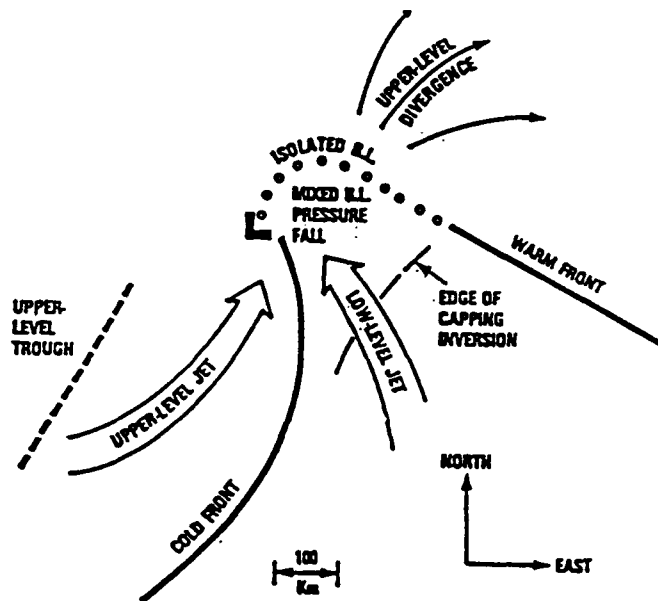 UPPER-LEVEL
DIVERGENCE
ISOLATED B.L.
MIXED B.L.
PRESSURE
FALL
L
WARM FRONT
UPPER-
LEVEL
TROUGH
EDGE OF
CAPPING
INVERSION
LOW-LEVEL JET
UPPER-LEVEL JET
COLD FRONT
NORTH
EAST
100
Km